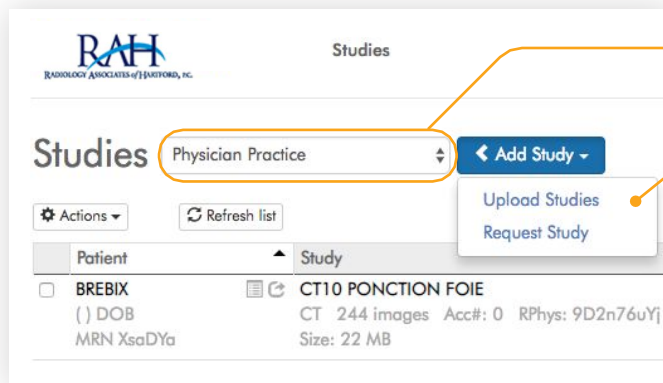 RAH
RADIOLOGY ASSOCIATES of HARTFORD, PC.
Studies
Studies
Physician Practice
Add Study
Upload Studies
Request Study
Actions
Refresh list
Patient
Study
BREBIX
CT10 PONCTION FOIE
( ) DOB
CT 244 images Acc#: 0 RPhys: 9D2n76uYj
MRN XsaDYa
Size: 22 MB